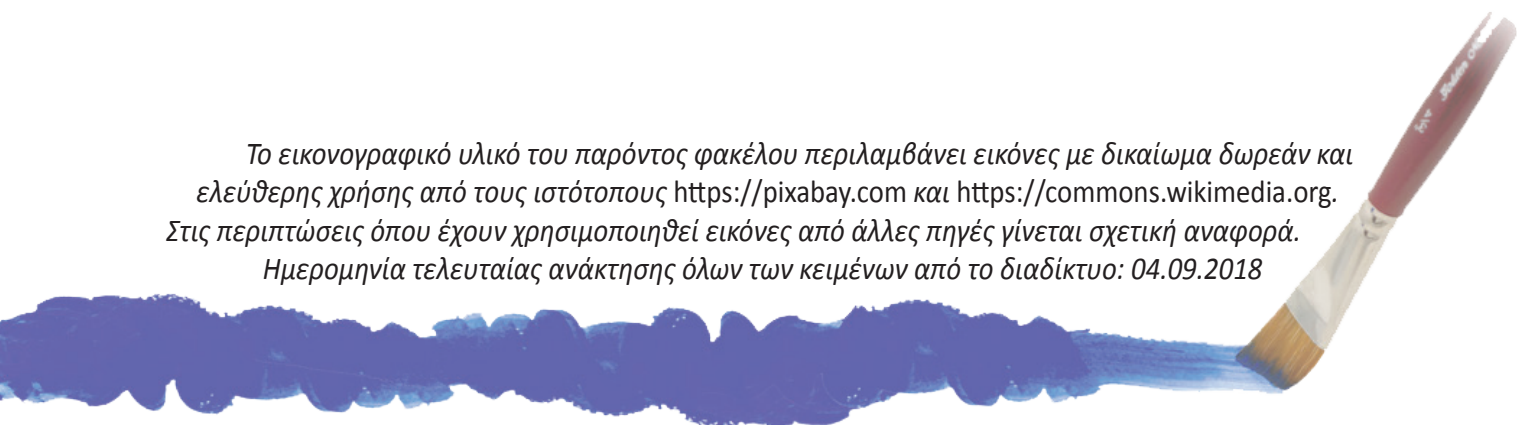 Το εικονογραφικό υλικό του παρόντος φακέλου περιλαμβάνει εικόνες με δικαίωμα δωρεάν και
ελεύθερης χρήσης από τους ιστότοπους https://pixabay.com και https://commons.wikimedia.org.
Στις περιπτώσεις όπου έχουν χρησιμοποιηθεί εικόνες από άλλες πηγές γίνεται σχετική αναφορά.
Ημερομηνία τελευταίας ανάκτησης όλων των κειμένων από το διαδίκτυο: 04.09.2018